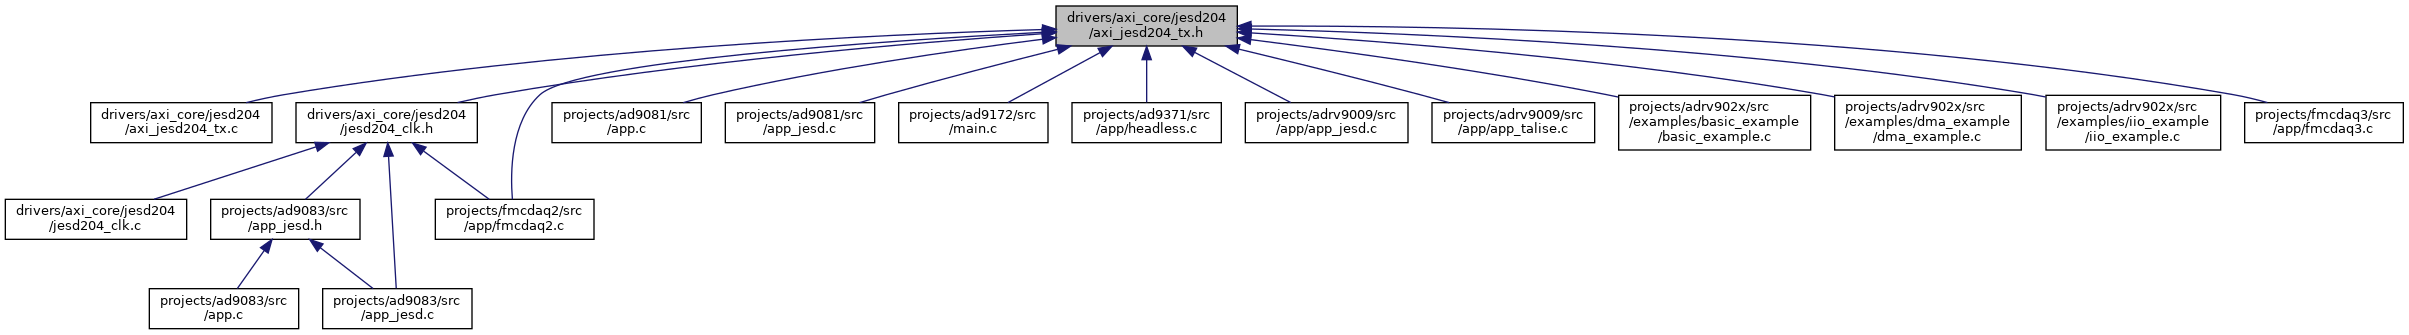 drivers/axi_core/jesd204
/axi_jesd204_tx.h
drivers/axi_core/jesd204
/axi_jesd204_tx.c
drivers/axi_core/jesd204
/jesd204_clk.h
projects/ad9081/src
/app.c
projects/ad9081/src
/app_jesd.c
projects/ad9172/src
/main.c
projects/ad9371/src
/app/headless.c
projects/adrv9009/src
/app/app_jesd.c
projects/adrv9009/src
/app/app_talise.c
projects/adrv902x/src
/examples/basic_example
/basic_example.c
projects/adrv902x/src
/examples/dma_example
/dma_example.c
projects/adrv902x/src
/examples/iio_example
/iio_example.c
projects/fmcdaq3/src
/app/fmcdaq3.c
drivers/axi_core/jesd204
/jesd204_clk.c
projects/ad9083/src
/app_jesd.h
projects/fmcdaq2/src
/app/fmcdaq2.c
projects/ad9083/src
/app.c
projects/ad9083/src
/app_jesd.c